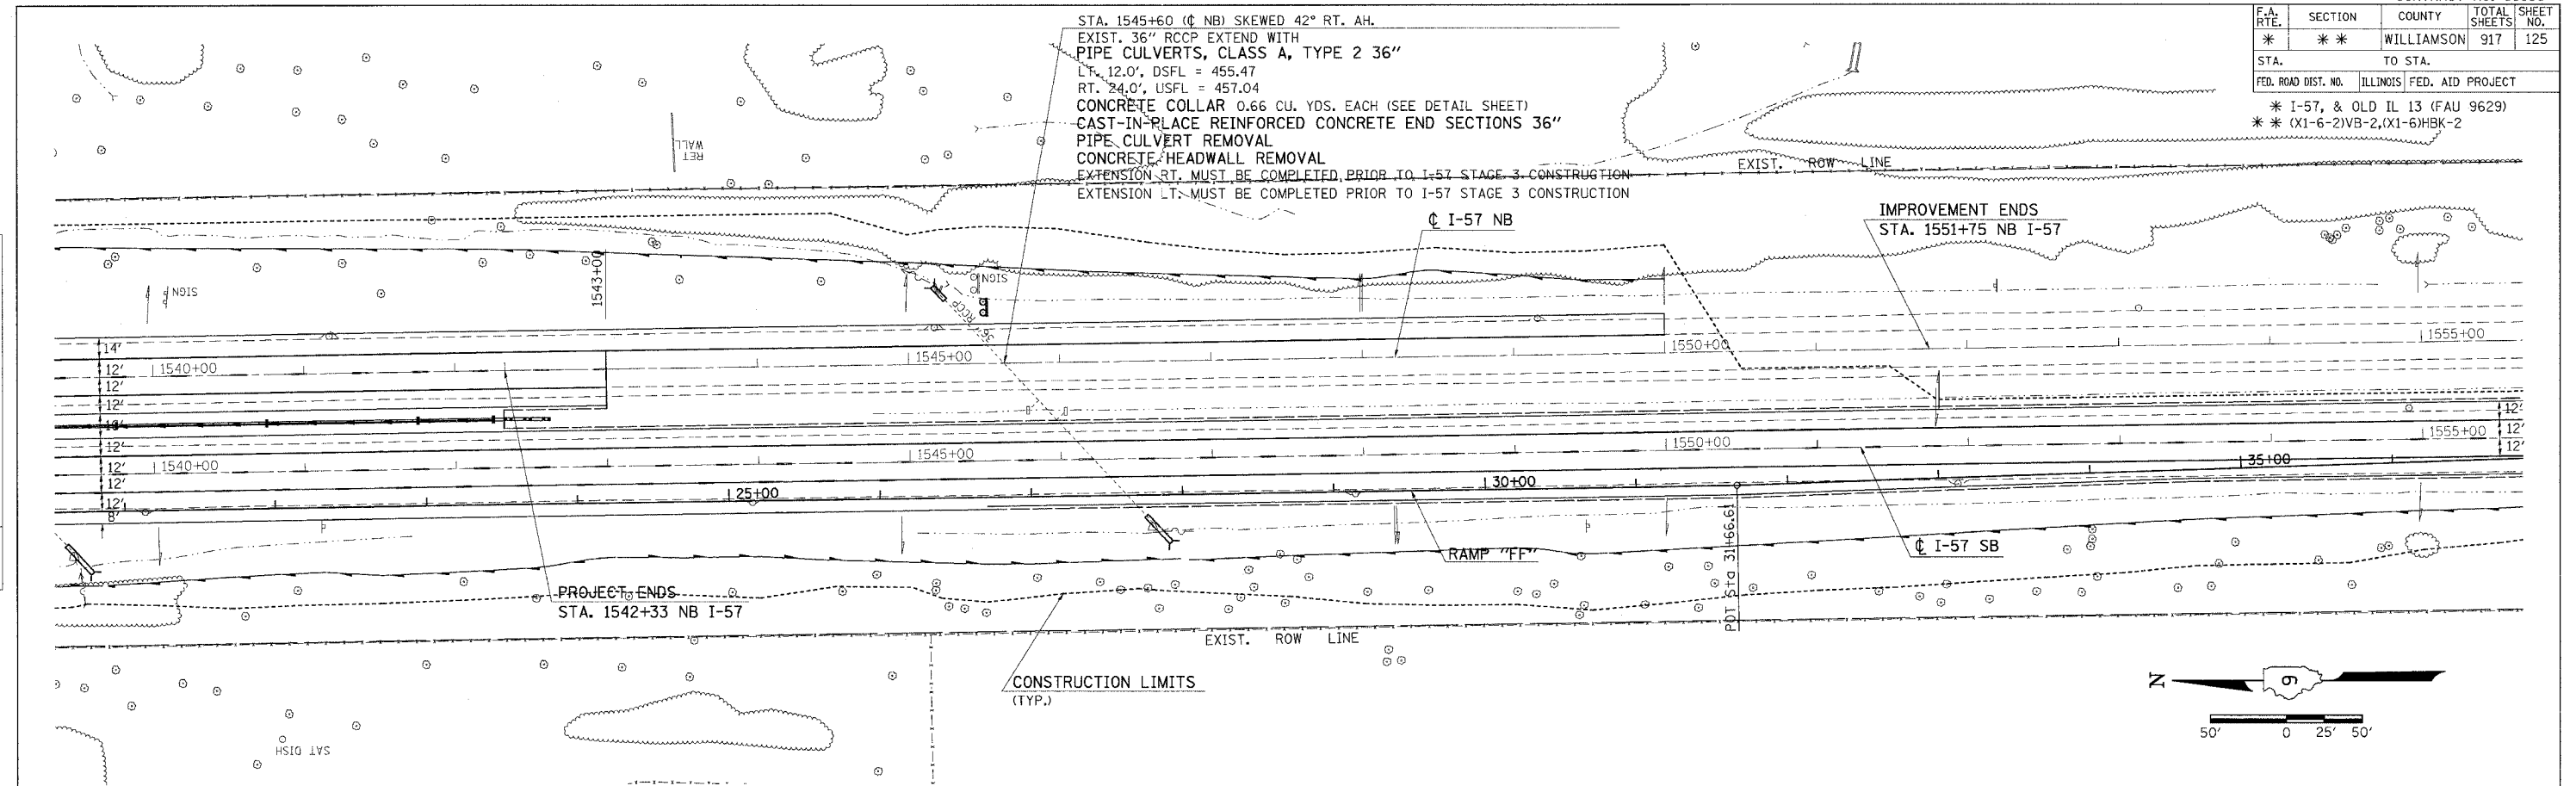 STA. 1545+60 (℄ NB) SKEWED 42° RT. AH.
EXIST. 36" RCCP EXTEND WITH
PIPE CULVERTS, CLASS A, TYPE 2 36"
LT. 12.0', DSFL = 455.47
RT. 24.0', USFL = 457.04
CONCRETE COLLAR 0.66 CU. YDS. EACH (SEE DETAIL SHEET)
CAST-IN-PLACE REINFORCED CONCRETE END SECTIONS 36"
PIPE CULVERT REMOVAL
CONCRETE HEADWALL REMOVAL
EXTENSION RT. MUST BE COMPLETED PRIOR TO I-57 STAGE 3 CONSTRUCTION
EXTENSION LT. MUST BE COMPLETED PRIOR TO I-57 STAGE 3 CONSTRUCTION
F.A. RTE. SECTION COUNTY TOTAL SHEETS SHEET NO.
* * * WILLIAMSON 917 125
STA. TO STA.
FED. ROAD DIST. NO. ILLINOIS FED. AID PROJECT
* I-57, & OLD IL 13 (FAU 9629)
* * (X1-6-2)VB-2,(X1-6)HBK-2
RET WALL
EXIST. ROW LINE
℄ I-57 NB
IMPROVEMENT ENDS
STA. 1551+75 NB I-57
SIGN
1543+00
SIGN
36" RCCP
14'
12'
12'
12'
12'
12'
12'
12'
8'
1540+00
1545+00
1550+00
1555+00
1540+00
1545+00
1550+00
1555+00
12'
12'
12'
25+00
30+00
35+00
POT Sta 31+66.61
RAMP "FF"
℄ I-57 SB
PROJECT ENDS
STA. 1542+33 NB I-57
EXIST. ROW LINE
CONSTRUCTION LIMITS
(TYP.)
SAT DISH
N
9
50' 0 25' 50'